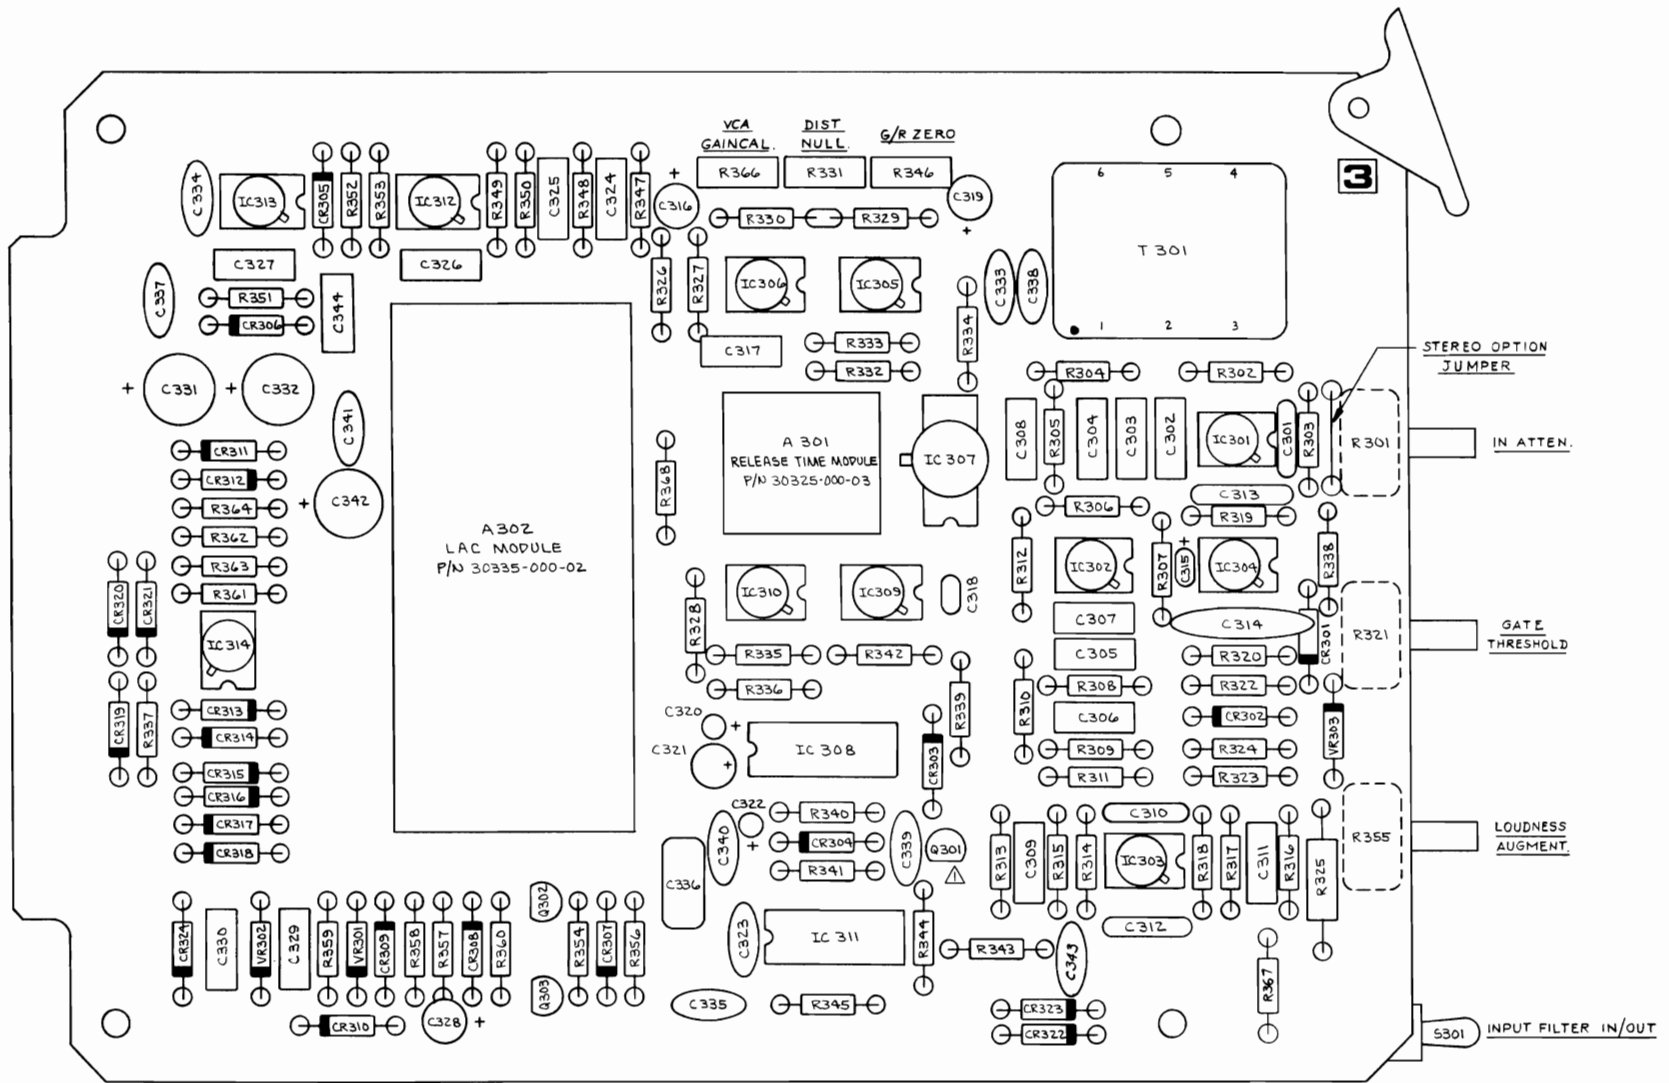 VCA
GAINCAL.
DIST
NULL.
G/R ZERO
R366
R331
R346
3
C334
IC313
CR305
R352
R353
IC312
R349
R350
C325
R348
C324
R347
+
C316
R330
R329
C319
+
6
5
4
T301
1
2
3
C327
C326
C337
R351
CR306
C344
R326
R327
IC306
IC305
C333
C338
R334
C317
R333
R332
+
C331
+
C332
C341
R304
R302
STEREO OPTION
JUMPER
C308
R305
C304
C303
C302
IC301
C301
R303
R301
IN ATTEN.
CR311
CR312
R364
R362
R363
R361
+
C342
A302
LAC MODULE
P/N 30335-000-02
R368
A301
RELEASE TIME MODULE
P/N 30325-000-03
IC307
C313
R306
R319
R312
IC302
R307
+
C315
IC304
R338
CR320
CR321
IC314
R328
IC310
IC309
C318
C307
C314
CR301
R321
GATE
THRESHOLD
R335
R342
C305
R320
R336
R339
R310
R308
R322
CR319
R337
CR313
CR314
C320
+
C306
CR302
VR303
C321
+
IC308
CR303
R309
R324
R311
R323
CR315
CR316
CR317
CR318
C322
+
C340
R340
CR304
R341
C339
Q301
R313
C309
R315
R314
C310
IC303
C312
R318
R317
C311
R316
R325
R355
LOUDNESS
AUGMENT.
C336
CR324
C330
VR302
C329
R359
VR301
CR309
R358
R357
CR308
R360
Q302
Q303
R354
CR307
R356
C323
IC311
R344
R343
C343
R367
CR310
C328
+
C335
R345
CR323
CR322
S301
INPUT FILTER IN/OUT